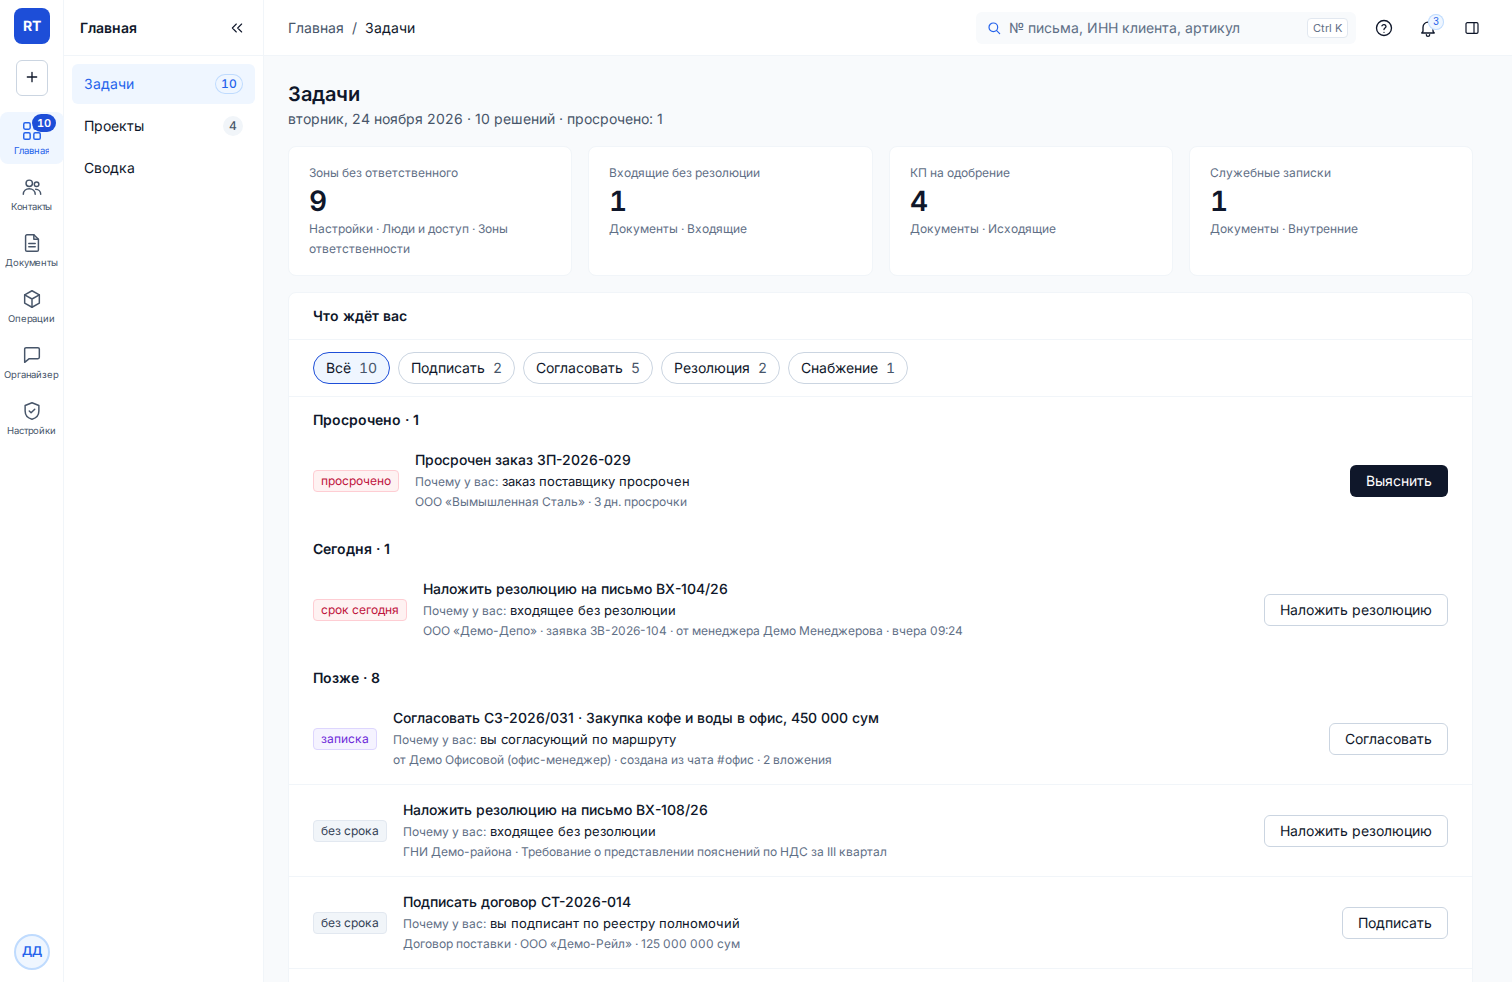 RT
Главная
Главная / Задачи
№ письма, ИНН клиента, артикул
Ctrl K
3
Задачи 10
Проекты 4
Сводка
10
Главная
Контакты
Документы
Операции
Органайзер
Настройки
ДД
Задачи
вторник, 24 ноября 2026 · 10 решений · просрочено: 1
Зоны без ответственного
9
Настройки · Люди и доступ · Зоны
ответственности
Входящие без резолюции
1
Документы · Входящие
КП на одобрение
4
Документы · Исходящие
Служебные записки
1
Документы · Внутренние
Что ждёт вас
Всё 10
Подписать 2
Согласовать 5
Резолюция 2
Снабжение 1
Просрочено · 1
просрочено
Просрочен заказ ЗП-2026-029
Почему у вас: заказ поставщику просрочен
ООО «Вымышленная Сталь» · 3 дн. просрочки
Выяснить
Сегодня · 1
срок сегодня
Наложить резолюцию на письмо ВХ-104/26
Почему у вас: входящее без резолюции
ООО «Демо-Депо» · заявка ЗВ-2026-104 · от менеджера Демо Менеджерова · вчера 09:24
Наложить резолюцию
Позже · 8
записка
Согласовать СЗ-2026/031 · Закупка кофе и воды в офис, 450 000 сум
Почему у вас: вы согласующий по маршруту
от Демо Офисовой (офис-менеджер) · создана из чата #офис · 2 вложения
Согласовать
без срока
Наложить резолюцию на письмо ВХ-108/26
Почему у вас: входящее без резолюции
ГНИ Демо-района · Требование о представлении пояснений по НДС за III квартал
Наложить резолюцию
без срока
Подписать договор СТ-2026-014
Почему у вас: вы подписант по реестру полномочий
Договор поставки · ООО «Демо-Рейл» · 125 000 000 сум
Подписать